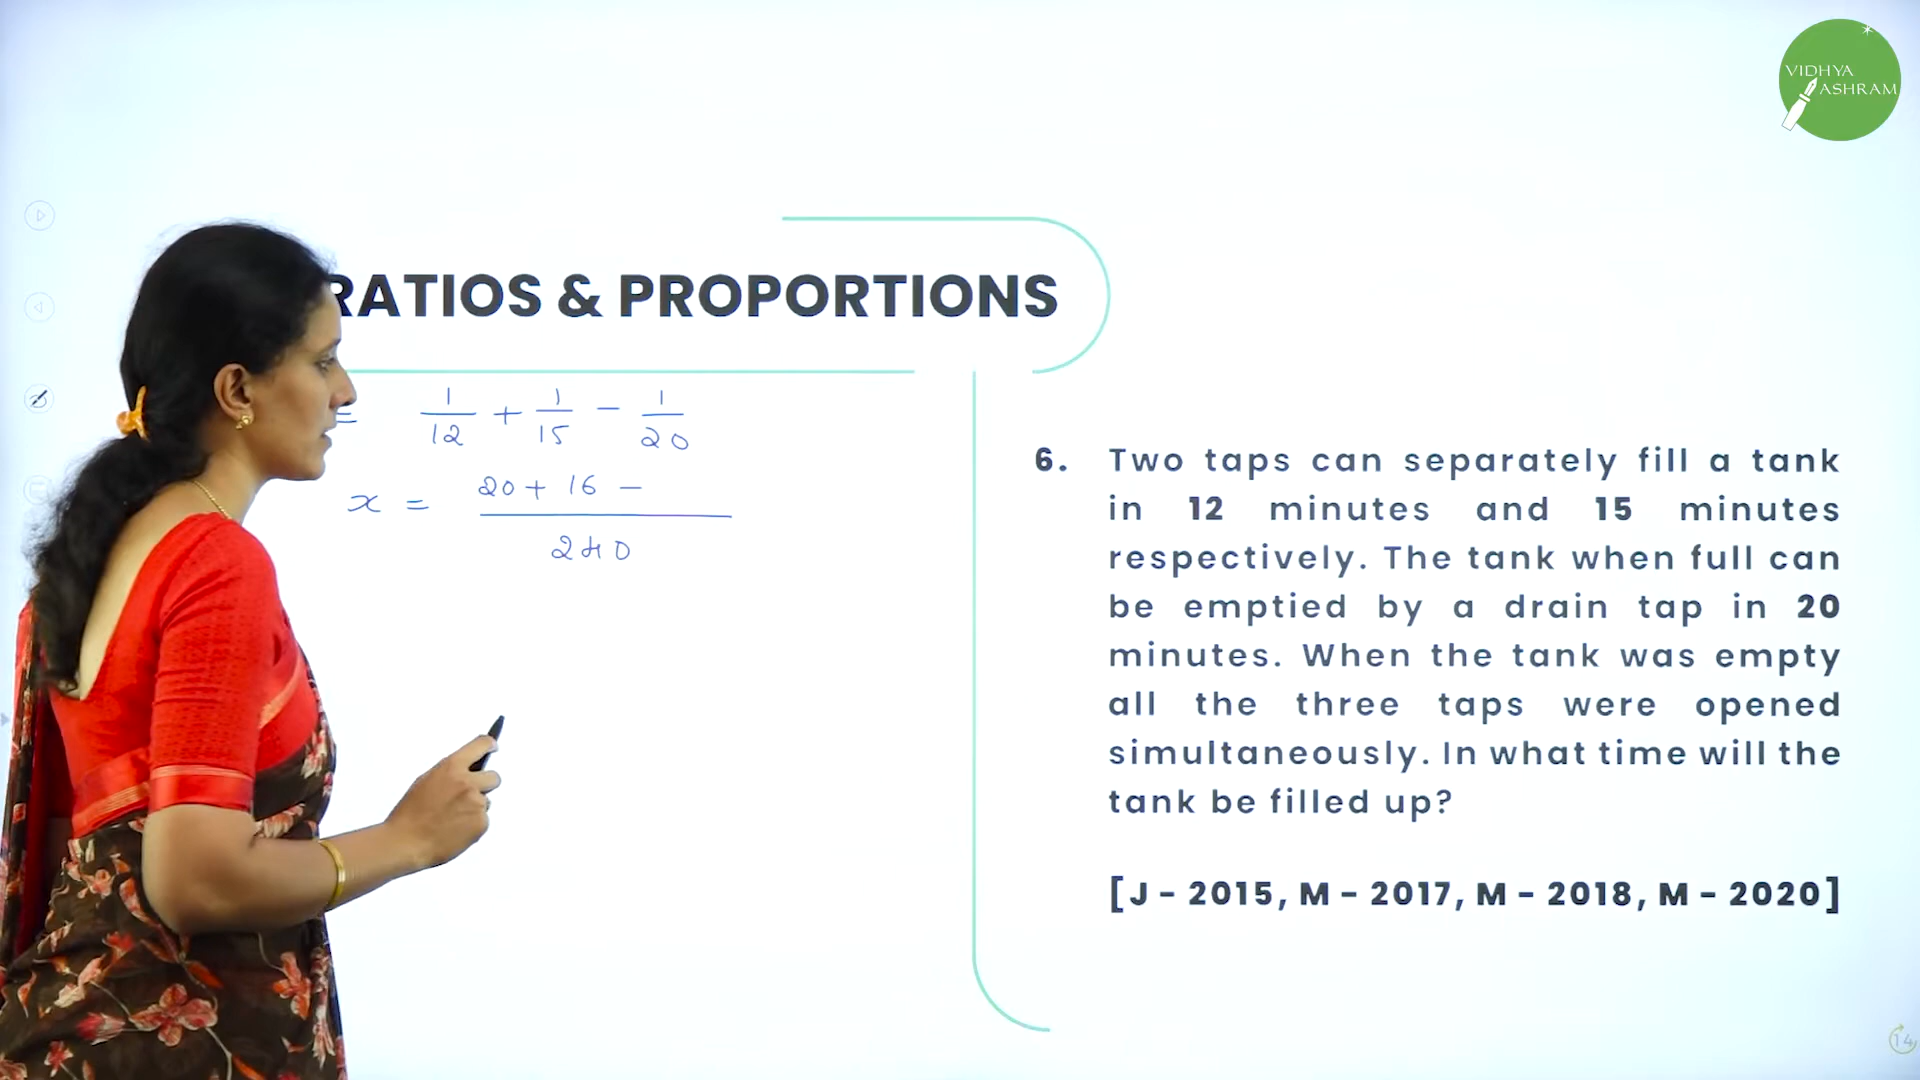 VIDHYA
ASHRAM
RATIOS & PROPORTIONS
= 1/12 + 1/15 - 1/20
x = 20 + 16 - / 240
6. Two taps can separately fill a tank
in 12 minutes and 15 minutes
respectively. The tank when full can
be emptied by a drain tap in 20
minutes. When the tank was empty
all the three taps were opened
simultaneously. In what time will the
tank be filled up?
[J - 2015, M - 2017, M - 2018, M - 2020]
14